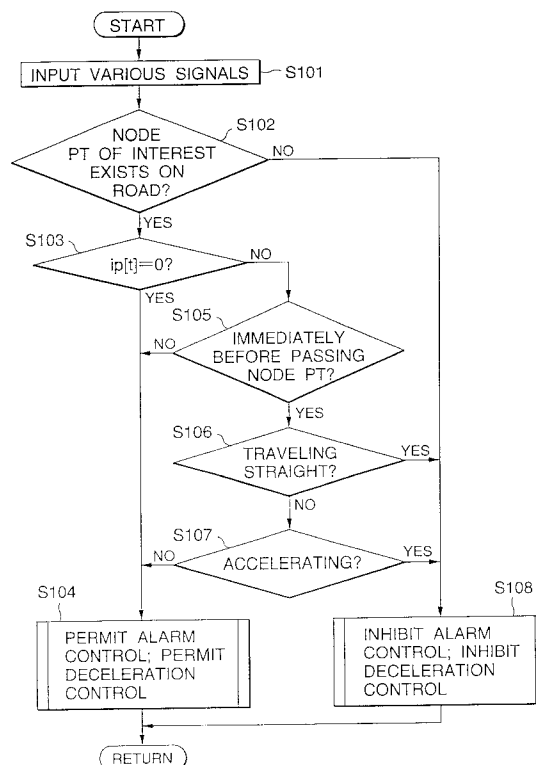 START
INPUT VARIOUS SIGNALS
S101
S102
NODE
PT OF INTEREST
EXISTS ON
ROAD?
NO
YES
S103
ip[t]=0?
NO
YES
S105
IMMEDIATELY
BEFORE PASSING
NODE PT?
NO
YES
S106
TRAVELING
STRAIGHT?
YES
NO
S107
ACCELERATING?
NO
YES
S104
PERMIT ALARM
CONTROL; PERMIT
DECELERATION
CONTROL
S108
INHIBIT ALARM
CONTROL; INHIBIT
DECELERATION
CONTROL
RETURN